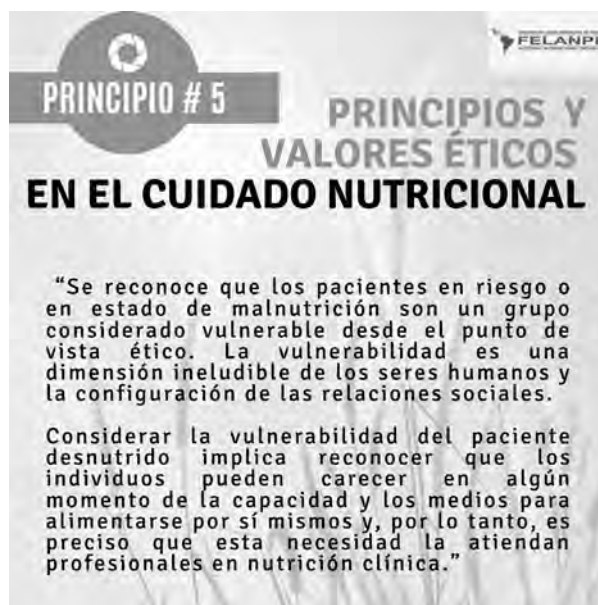 FELANPE
PRINCIPIO # 5
PRINCIPIOS Y
VALORES ÉTICOS
EN EL CUIDADO NUTRICIONAL
“Se reconoce que los pacientes en riesgo o
en estado de malnutrición son un grupo
considerado vulnerable desde el punto de
vista ético. La vulnerabilidad es una
dimensión ineludible de los seres humanos y
la configuración de las relaciones sociales.
Considerar la vulnerabilidad del paciente
desnutrido implica reconocer que los
individuos pueden carecer en algún
momento de la capacidad y los medios para
alimentarse por sí mismos y, por lo tanto, es
preciso que esta necesidad la atiendan
profesionales en nutrición clínica.”